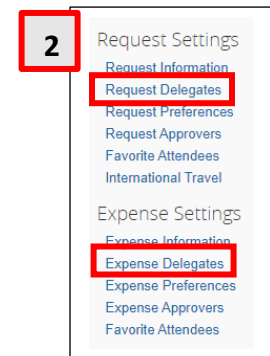 2
Request Settings
Request Information
Request Delegates
Request Preferences
Request Approvers
Favorite Attendees
International Travel
Expense Settings
Expense Information
Expense Delegates
Expense Preferences
Expense Approvers
Favorite Attendees